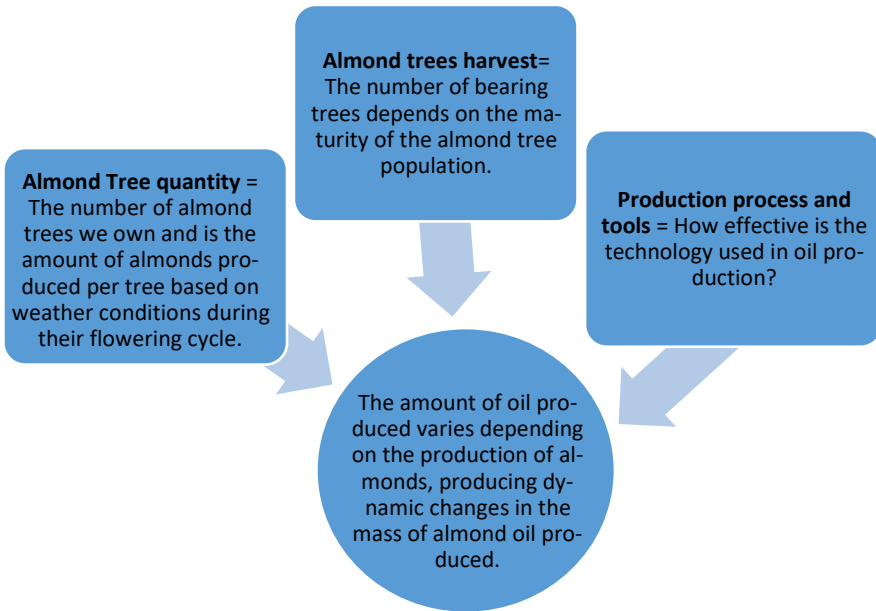 Almond trees harvest=
The number of bearing
trees depends on the ma-
turity of the almond tree
population.
Almond Tree quantity =
The number of almond
trees we own and is the
amount of almonds pro-
duced per tree based on
weather conditions during
their flowering cycle.
Production process and
tools = How effective is the
technology used in oil pro-
duction?
The amount of oil pro-
duced varies depending
on the production of al-
monds, producing dy-
namic changes in the
mass of almond oil pro-
duced.